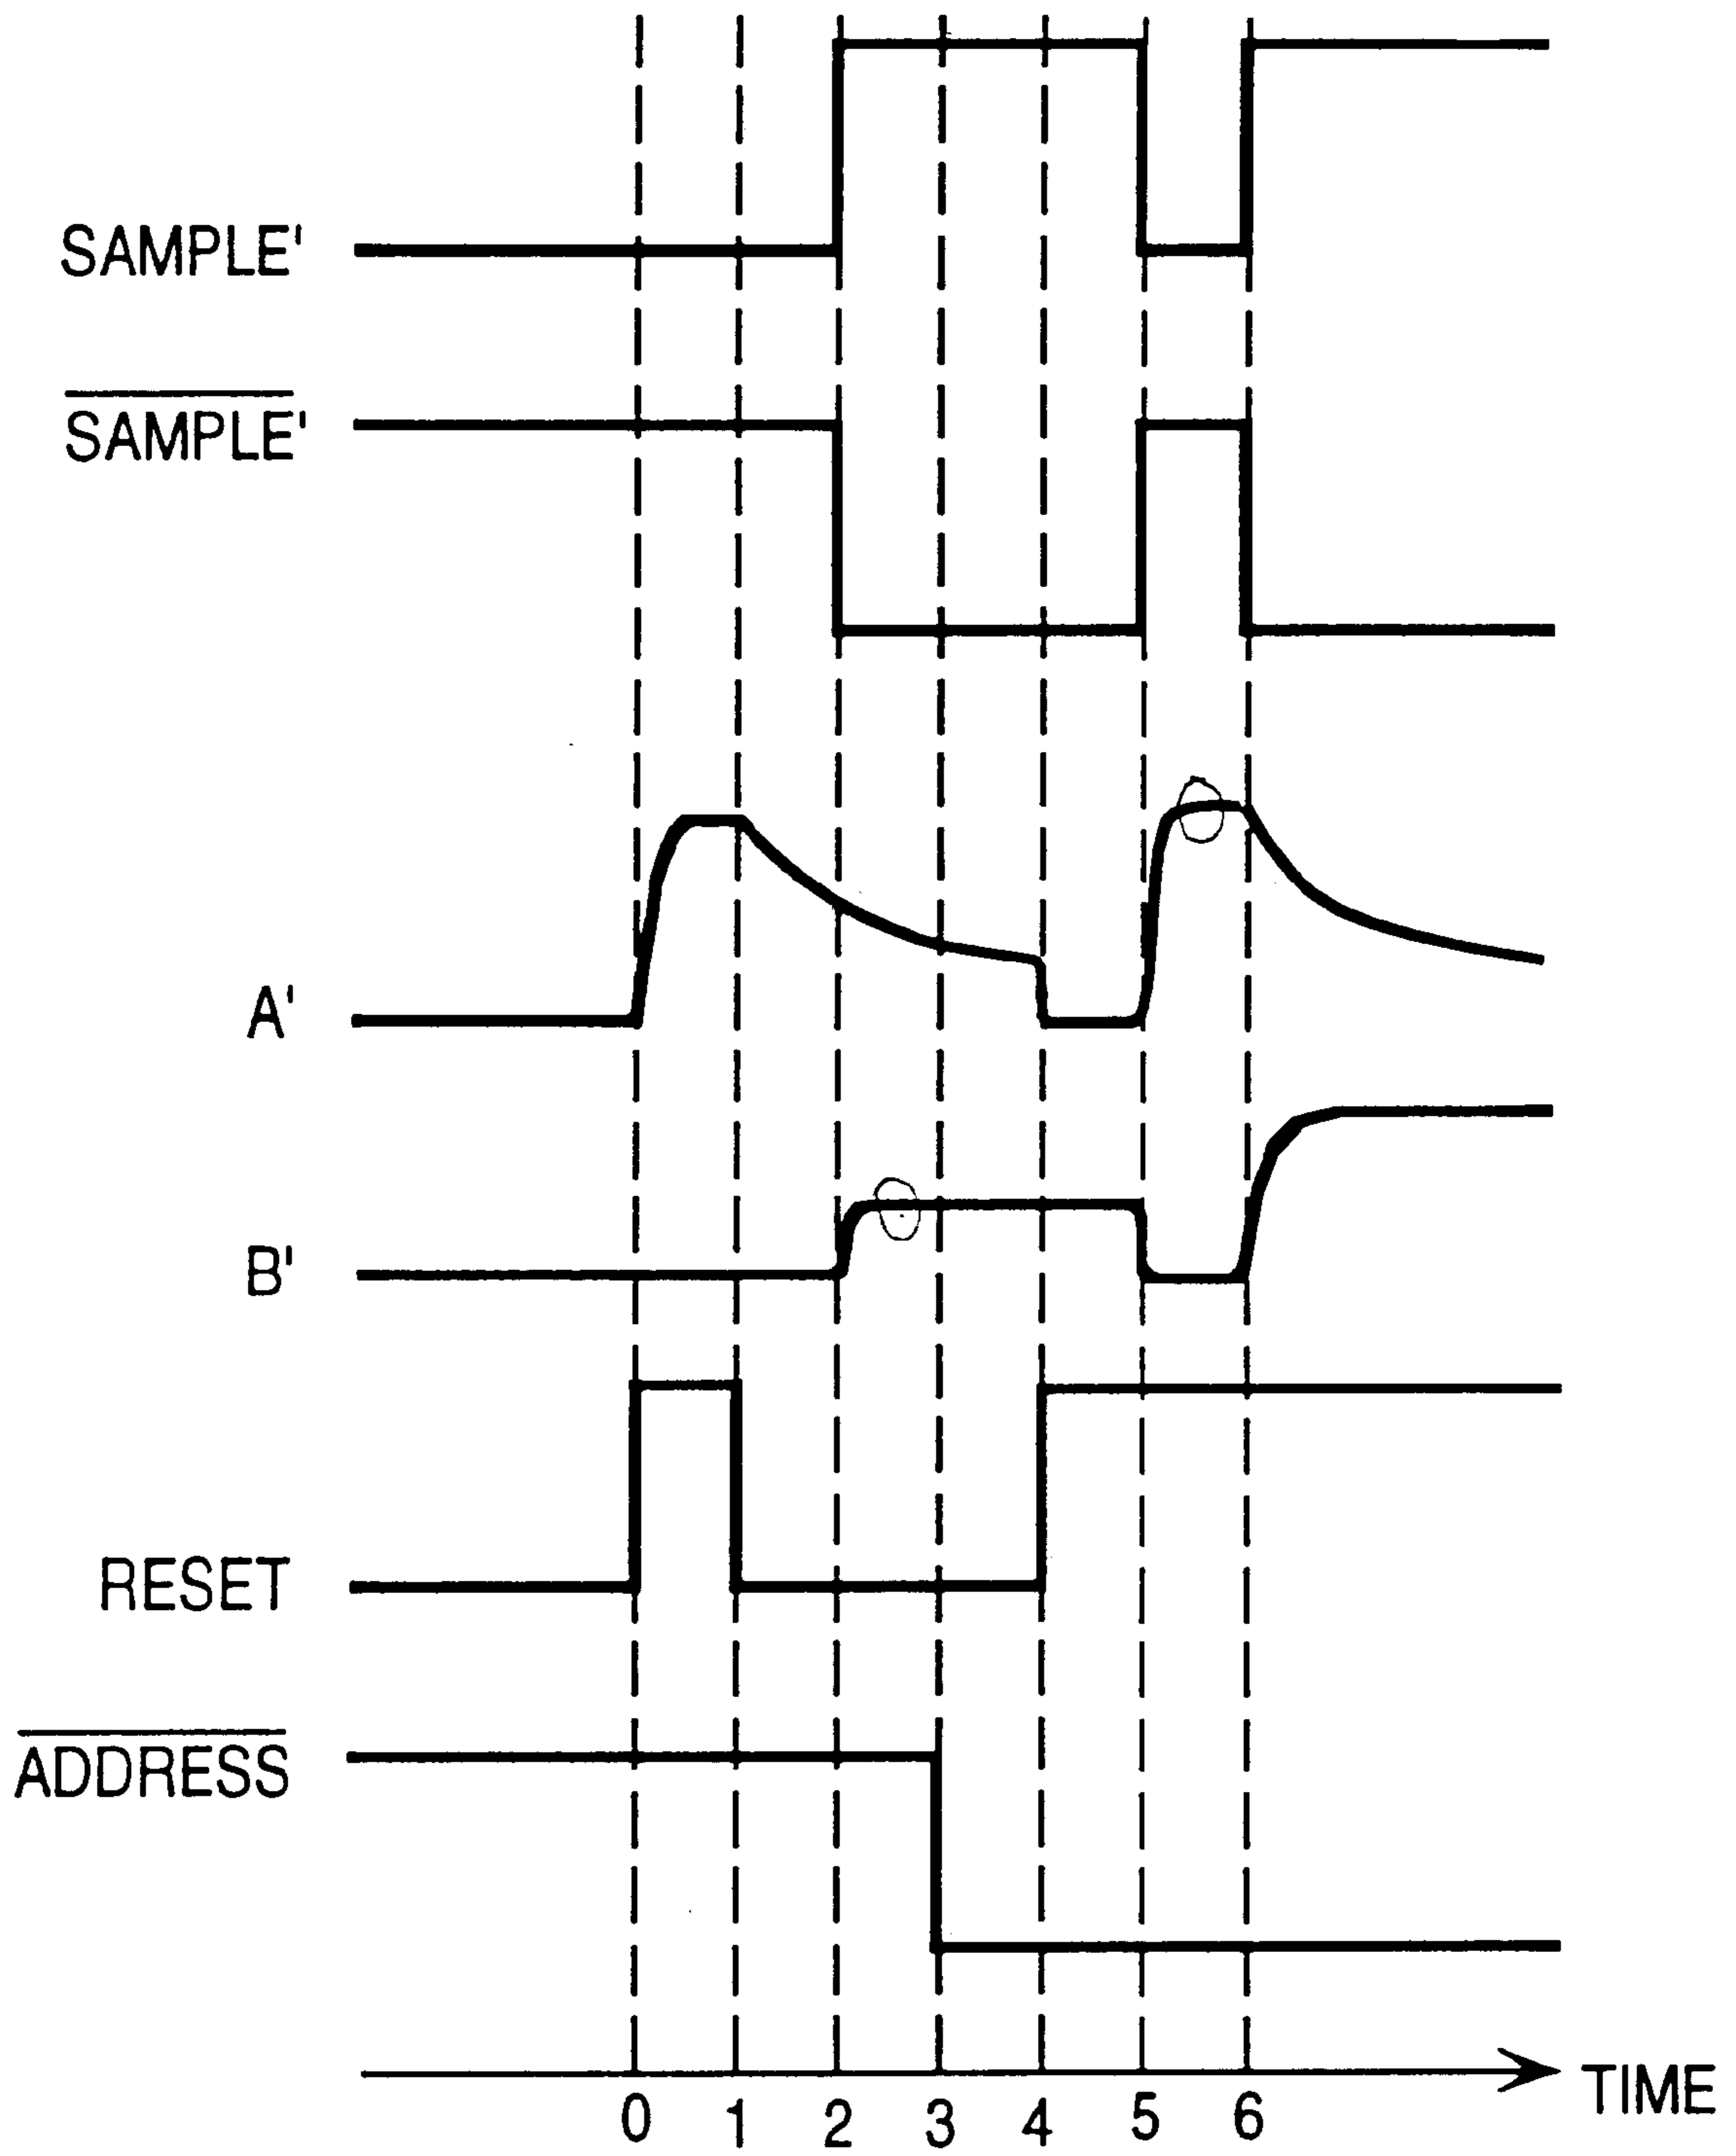 SAMPLE'
SAMPLE'
A'
B'
RESET
ADDRESS
0 1 2 3 4 5 6 TIME